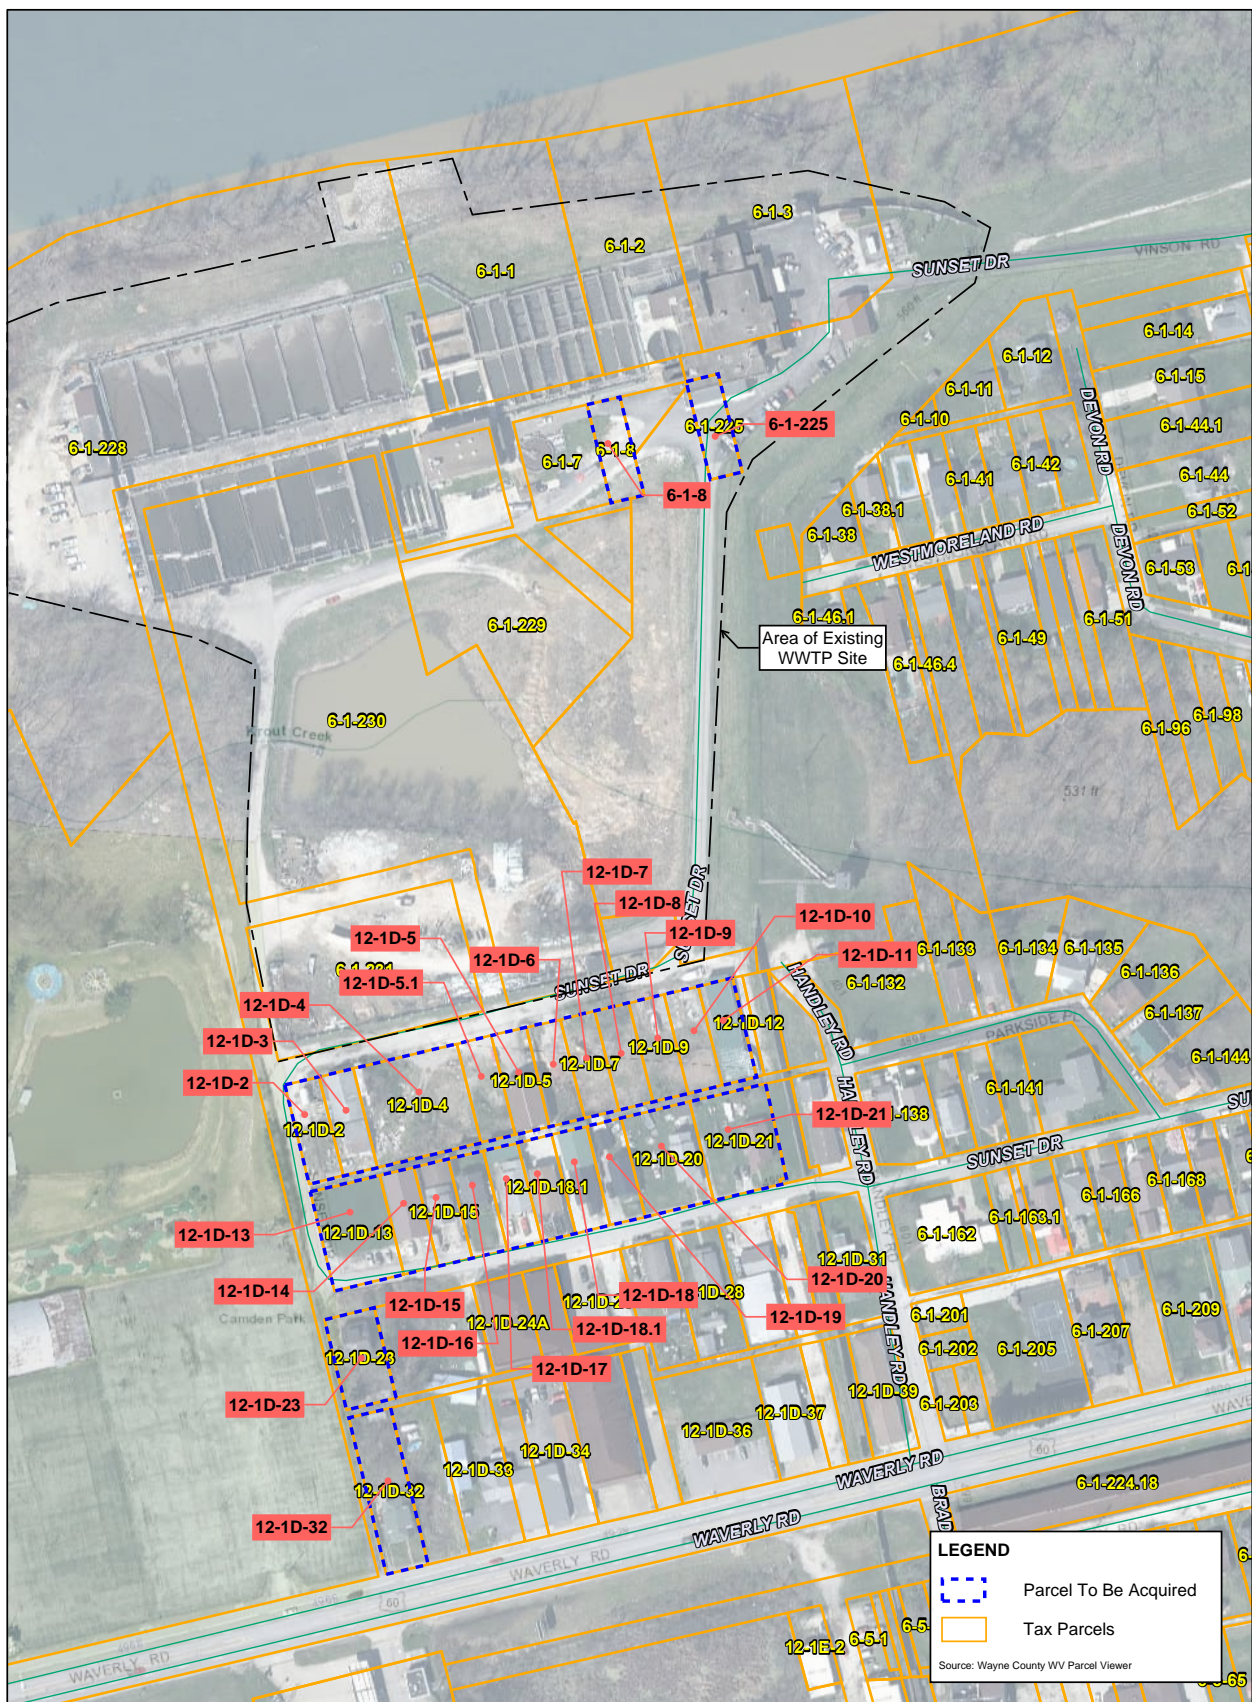 6-1-3
6-1-2
6-1-1
SUNSET DR
VINSON RD
6-1-14
6-1-12
6-1-15
6-1-11
6-1-10
6-1-44.1
DEVON RD
6-1-225
6-1-225
6-1-228
6-1-7
6-1-8
6-1-42
6-1-41
6-1-44
6-1-8
6-1-38.1
6-1-52
6-1-38
WESTMORELAND RD
DEVON RD
6-1-53
6-1-229
6-1-46.1
6-1-51
6-1-49
Area of Existing
WWTP Site
6-1-46.4
6-1-230
Krout Creek
6-1-98
6-1-96
531 ft
12-1D-7
12-1D-8
12-1D-10
12-1D-9
12-1D-5
12-1D-6
12-1D-11
SUNSET DR
6-1-133
6-1-134
6-1-135
6-1-136
6-1-132
12-1D-5.1
SUNSET DR
12-1D-4
HANDLEY RD
6-1-137
12-1D-12
PARKSIDE PL
12-1D-3
12-1D-9
6-1-144
12-1D-7
12-1D-2
12-1D-5
12-1D-4
6-1-141
12-1D-2
12-1D-21
12-1D-21
HANDLEY RD
SUNSET DR
12-1D-20
12-1D-18.1
6-1-168
6-1-166
12-1D-15
12-1D-13
12-1D-13
6-1-163.1
6-1-162
12-1D-31
12-1D-14
12-1D-20
12-1D-18
12-1D-15
6-1-201
6-1-209
Camden Park
12-1D-24A
12-1D-18.1
12-1D-19
6-1-207
12-1D-16
HANDLEY RD
6-1-202
6-1-205
12-1D-23
12-1D-17
12-1D-39
12-1D-23
6-1-203
12-1D-37
12-1D-36
12-1D-34
12-1D-33
60
WAVERLY RD
12-1D-32
6-1-224.18
12-1D-32
WAVERLY RD
WAVERLY RD
60
WAVERLY RD
LEGEND
Parcel To Be Acquired
Tax Parcels
Source: Wayne County WV Parcel Viewer
12-1E-2
6-5-1